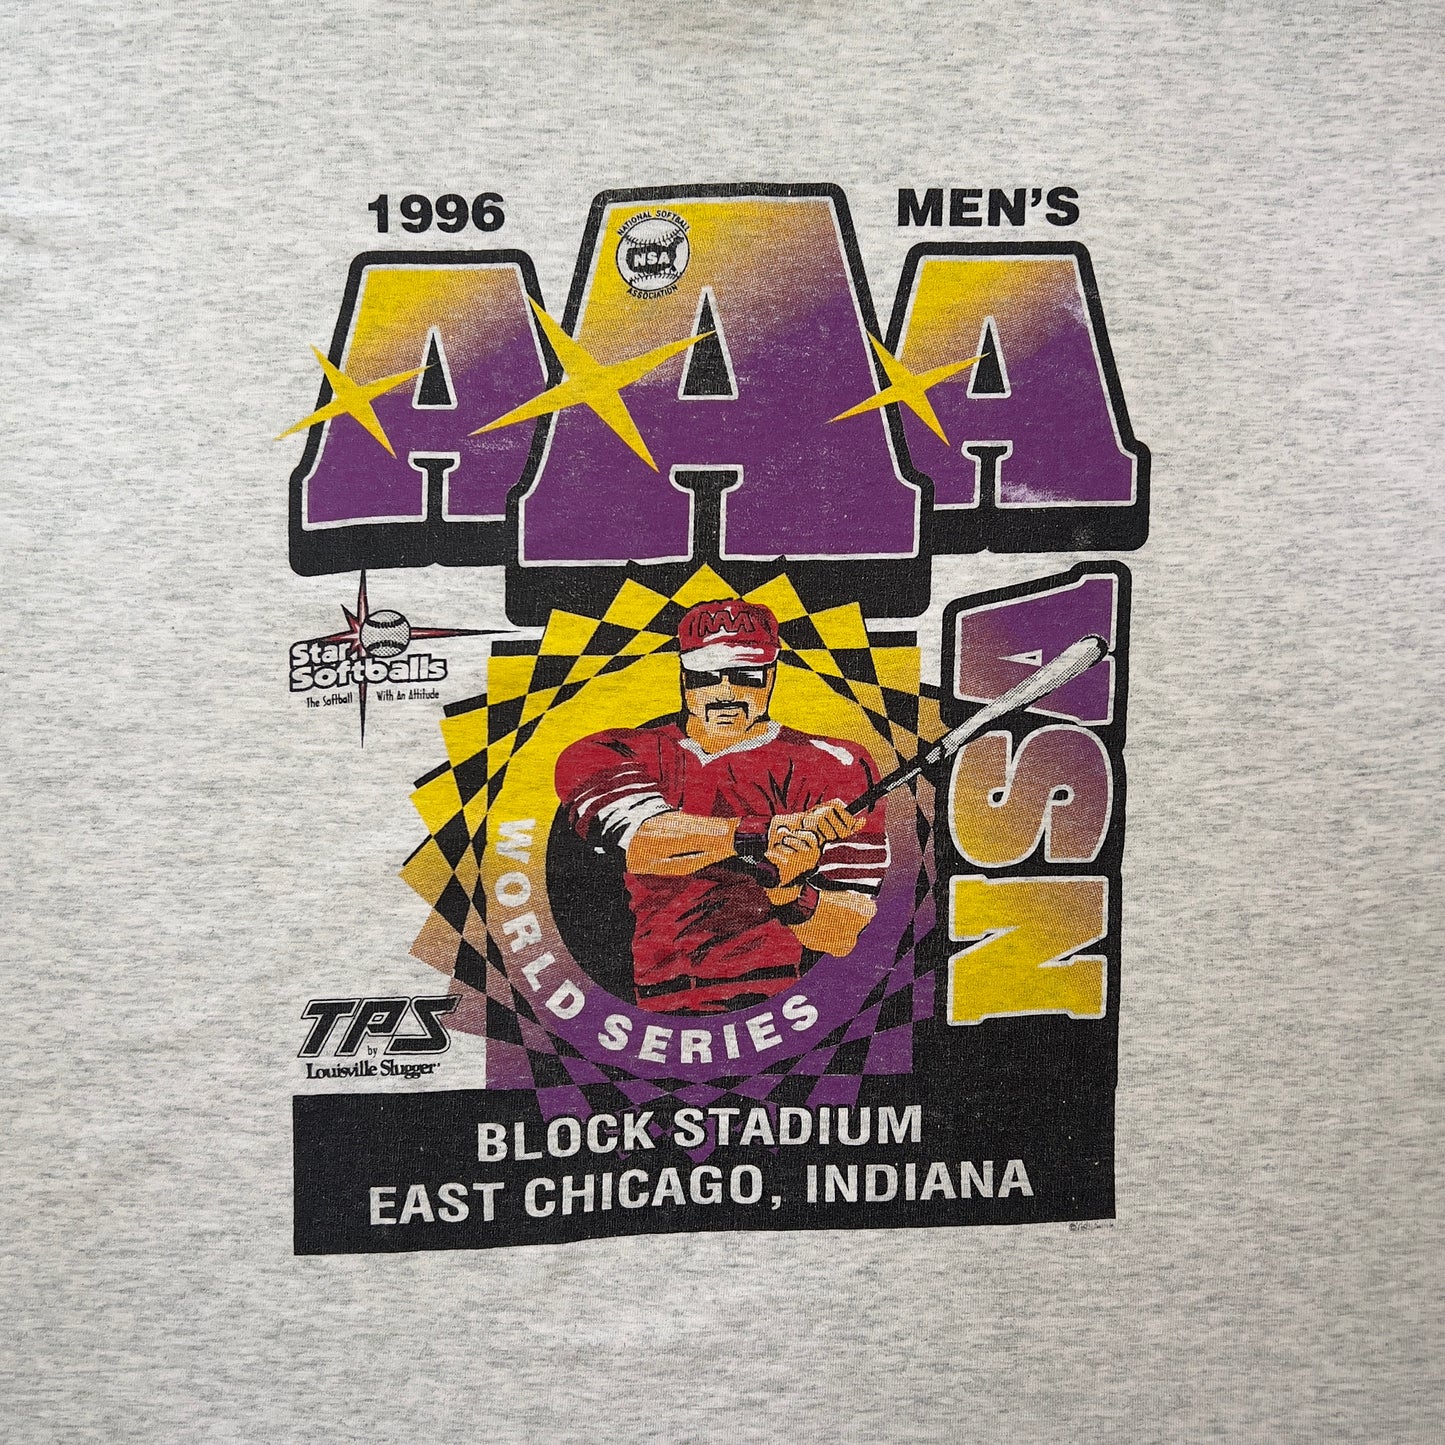 1996
MEN'S
AAA
NATIONAL SOFTBALL
NSA
ASSOCIATION
Star
Softballs
The Softball With An Attitude
AAA
NSA
WORLD SERIES
TPS
by
Louisville Slugger
BLOCK STADIUM
EAST CHICAGO, INDIANA